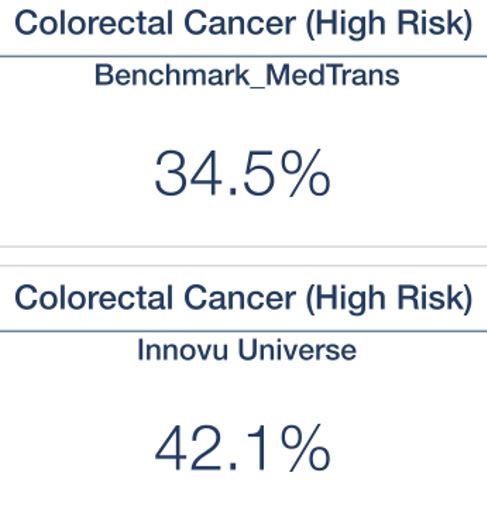 Colorectal Cancer (High Risk)
Benchmark_MedTrans
34.5%
Colorectal Cancer (High Risk)
Innovu Universe
42.1%